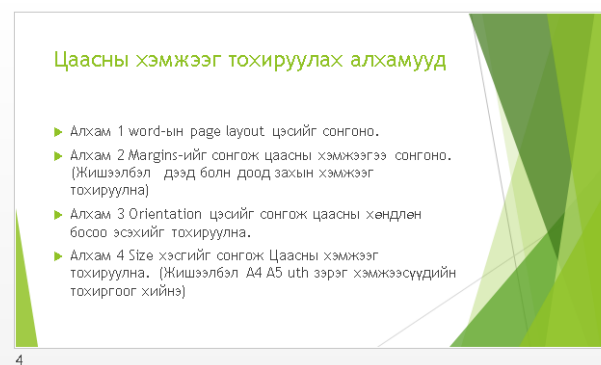 Цаасны хэмжээг тохируулах алхамууд
Алхам 1 word-ын page layout цэсийг сонгоно.
Алхам 2 Margins-ийг сонгож цаасны хэмжээгээ сонгоно.
(Жишээлбэл дээд болн доод захын хэмжээг
тохируулна)
Алхам 3 Orientation цэсийг сонгож цаасны хөндлөн
босоо эсэхийг тохируулна.
Алхам 4 Size хэсгийг сонгож Цаасны хэмжээг
тохируулна. (Жишээлбэл A4 A5 uth зэрэг хэмжээсүүдийн
тохиргоог хийнэ)
4